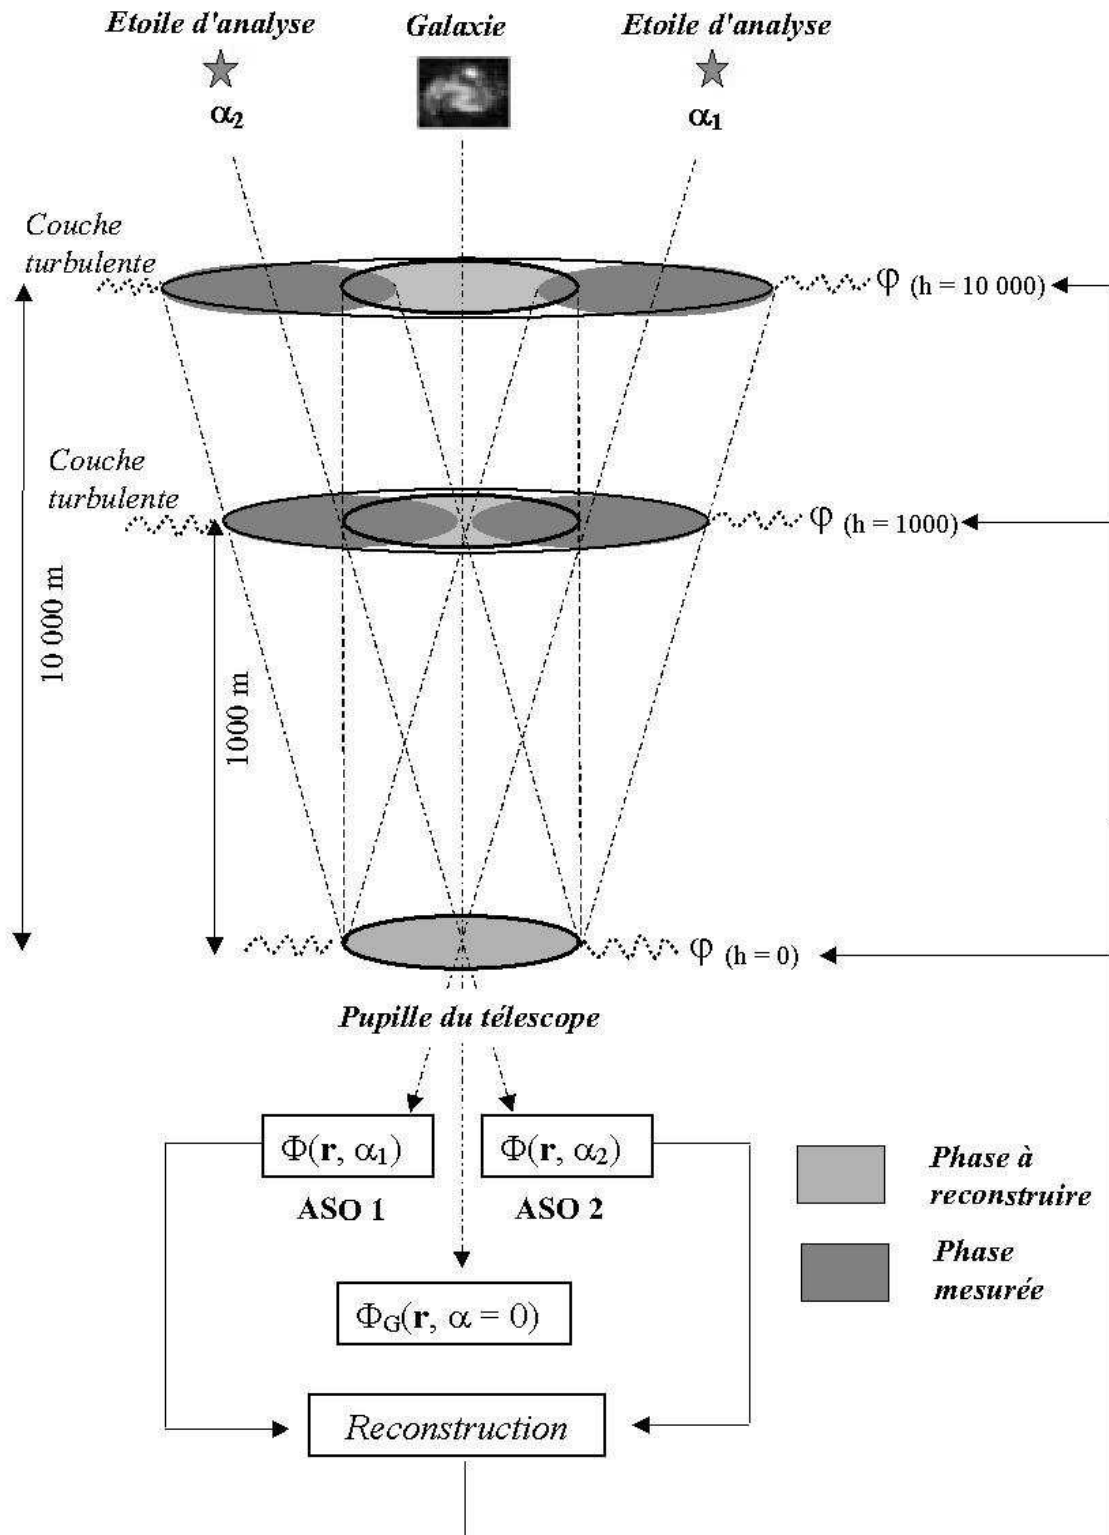 Etoile d'analyse
Galaxie
Etoile d'analyse
α2
α1
Couche
turbulente
φ (h = 10 000)
Couche
turbulente
φ (h = 1000)
10 000 m
1000 m
φ (h = 0)
Pupille du télescope
Φ(r, α1)
Φ(r, α2)
ASO 1
ASO 2
Phase à
reconstruire
Phase
mesurée
ΦG(r, α = 0)
Reconstruction